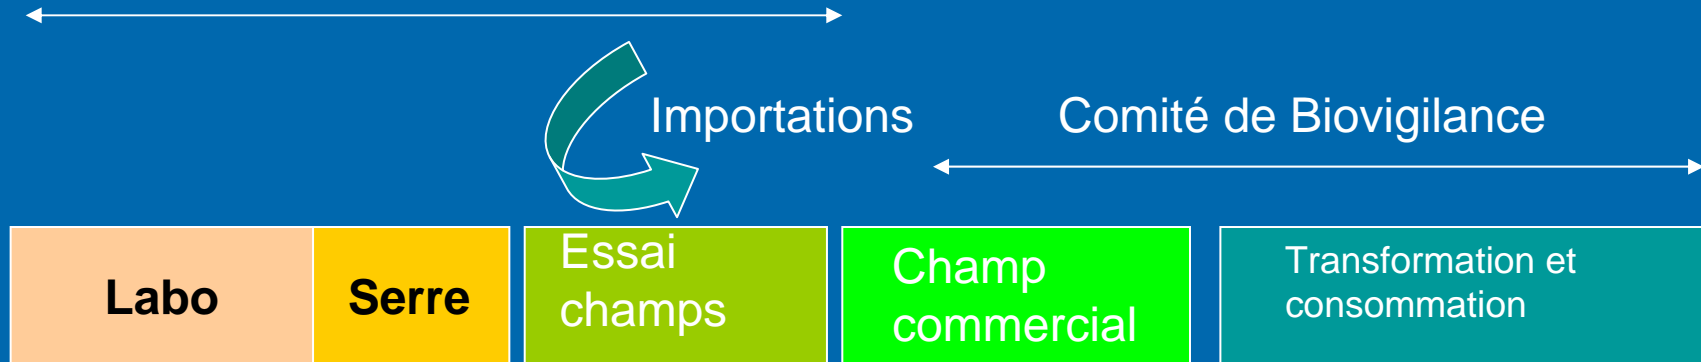 Importations
Comité de Biovigilance
Labo
Serre
Essai
champs
Champ
commercial
Transformation et
consommation